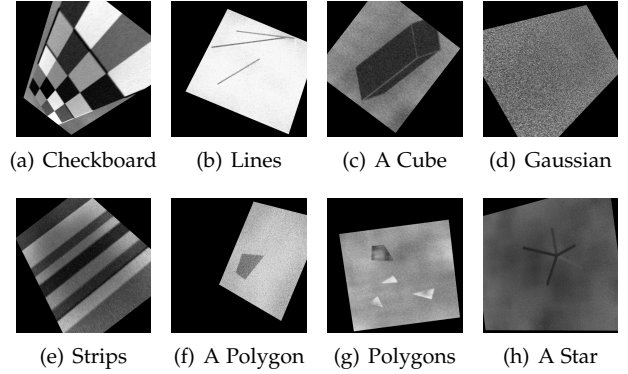 (a) Checkboard (b) Lines (c) A Cube (d) Gaussian
(e) Strips (f) A Polygon (g) Polygons (h) A Star